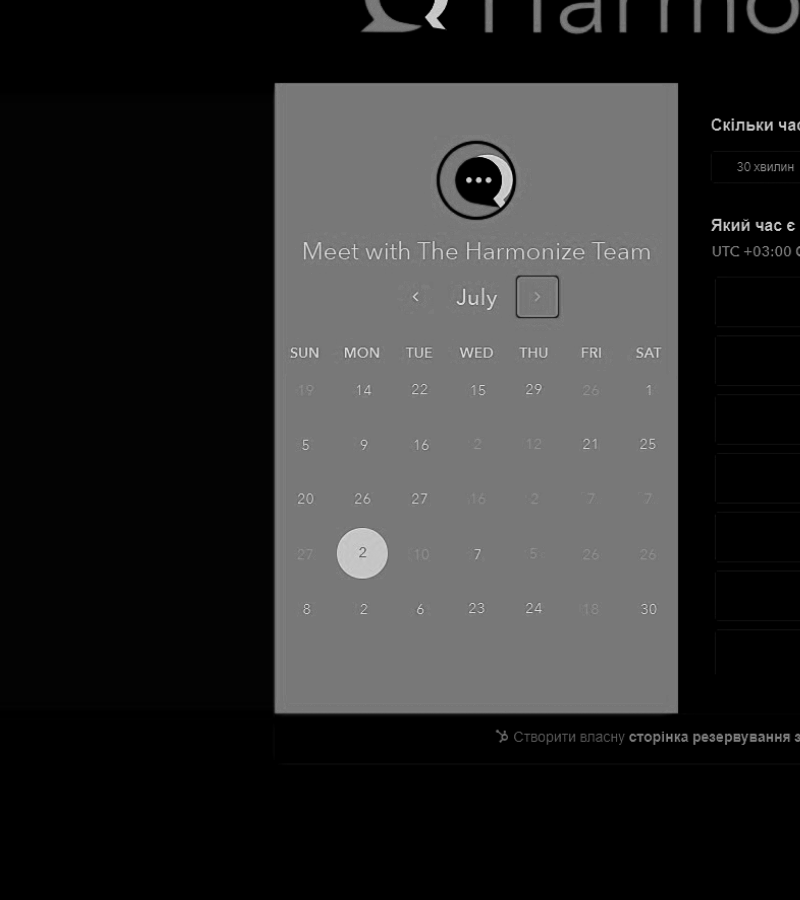 Harmo
Meet with The Harmonize Team
July
SUN MON TUE WED THU FRI SAT
19 14 22 15 29 26 1
5 9 16 2 12 21 25
20 26 27 16 2 7 7
27 2 10 7 5 26 26
8 2 6 23 24 18 30
Скільки час
30 хвилин
Який час є
UTC +03:00
Створити власну сторінка резервування з